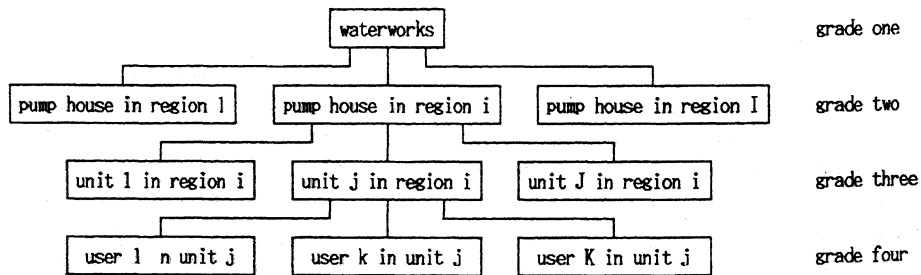 waterworks grade one
pump house in region 1 pump house in region i pump house in region I grade two
unit 1 in region i unit j in region i unit J in region i grade three
user 1 n unit j user k in unit j user K in unit j grade four